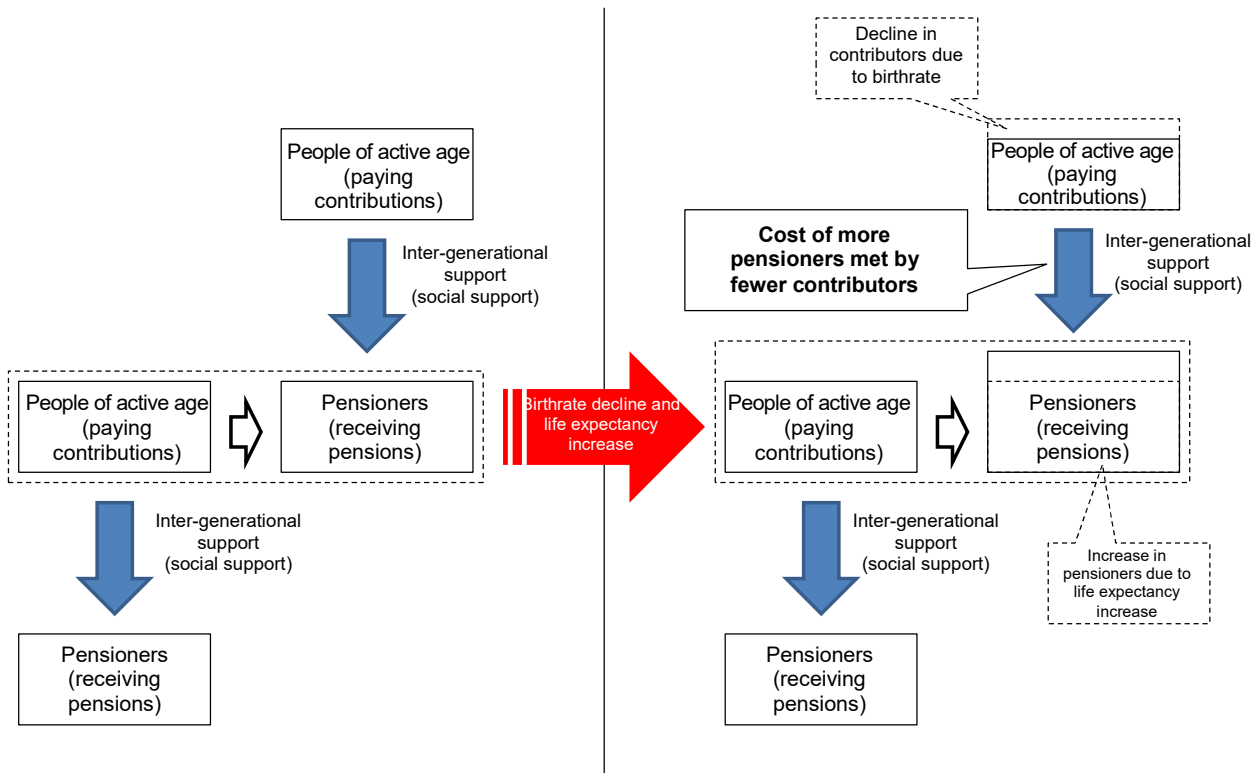 People of active age
(paying
contributions)
Inter-generational
support
(social support)
People of active age
(paying
contributions)
Pensioners
(receiving
pensions)
Inter-generational
support
(social support)
Pensioners
(receiving
pensions)
Birthrate decline and
life expectancy
increase
Decline in
contributors due
to birthrate
People of active age
(paying
contributions)
Cost of more
pensioners met by
fewer contributors
Inter-generational
support
(social support)
People of active age
(paying
contributions)
Pensioners
(receiving
pensions)
Inter-generational
support
(social support)
Increase in
pensioners due to
life expectancy
increase
Pensioners
(receiving
pensions)